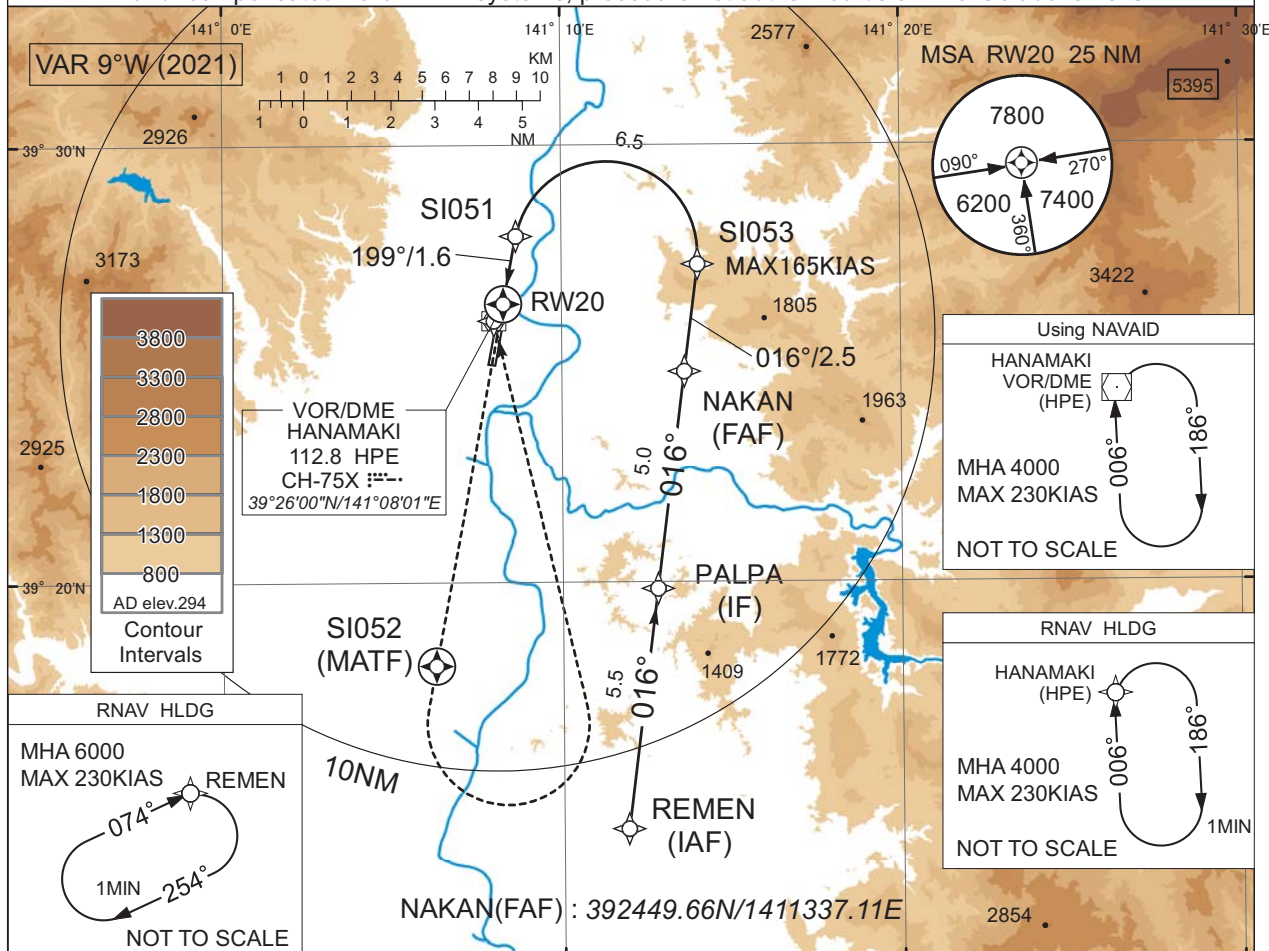 141° 0'E
141° 10'E
141° 20'E
141° 30'E
VAR 9°W (2021)
KM
1 0 1 2 3 4 5 6 7 8 9 10
1 0 1 2 3 4 5
NM
2577
MSA RW20 25 NM
5395
7800
090°
270°
6200
7400
360°
2926
39° 30'N
6.5
SI051
199°/1.6
SI053
MAX165KIAS
3173
3422
RW20
1805
016°/2.5
3800
3300
2800
2300
1800
1300
800
AD elev.294
Contour
Intervals
VOR/DME
HANAMAKI
112.8 HPE
CH-75X
39°26'00"N/141°08'01"E
NAKAN
(FAF)
1963
2925
5.0
016°
Using NAVAID
HANAMAKI
VOR/DME
(HPE)
006°
186°
MHA 4000
MAX 230KIAS
NOT TO SCALE
39° 20'N
PALPA
(IF)
SI052
(MATF)
1409
1772
5.5
016°
RNAV HLDG
HANAMAKI
(HPE)
006°
186°
MHA 4000
MAX 230KIAS
1MIN
NOT TO SCALE
RNAV HLDG
MHA 6000
MAX 230KIAS
REMEN
074°
254°
1MIN
NOT TO SCALE
10NM
REMEN
(IAF)
NAKAN(FAF) : 392449.66N/1411337.11E
2854